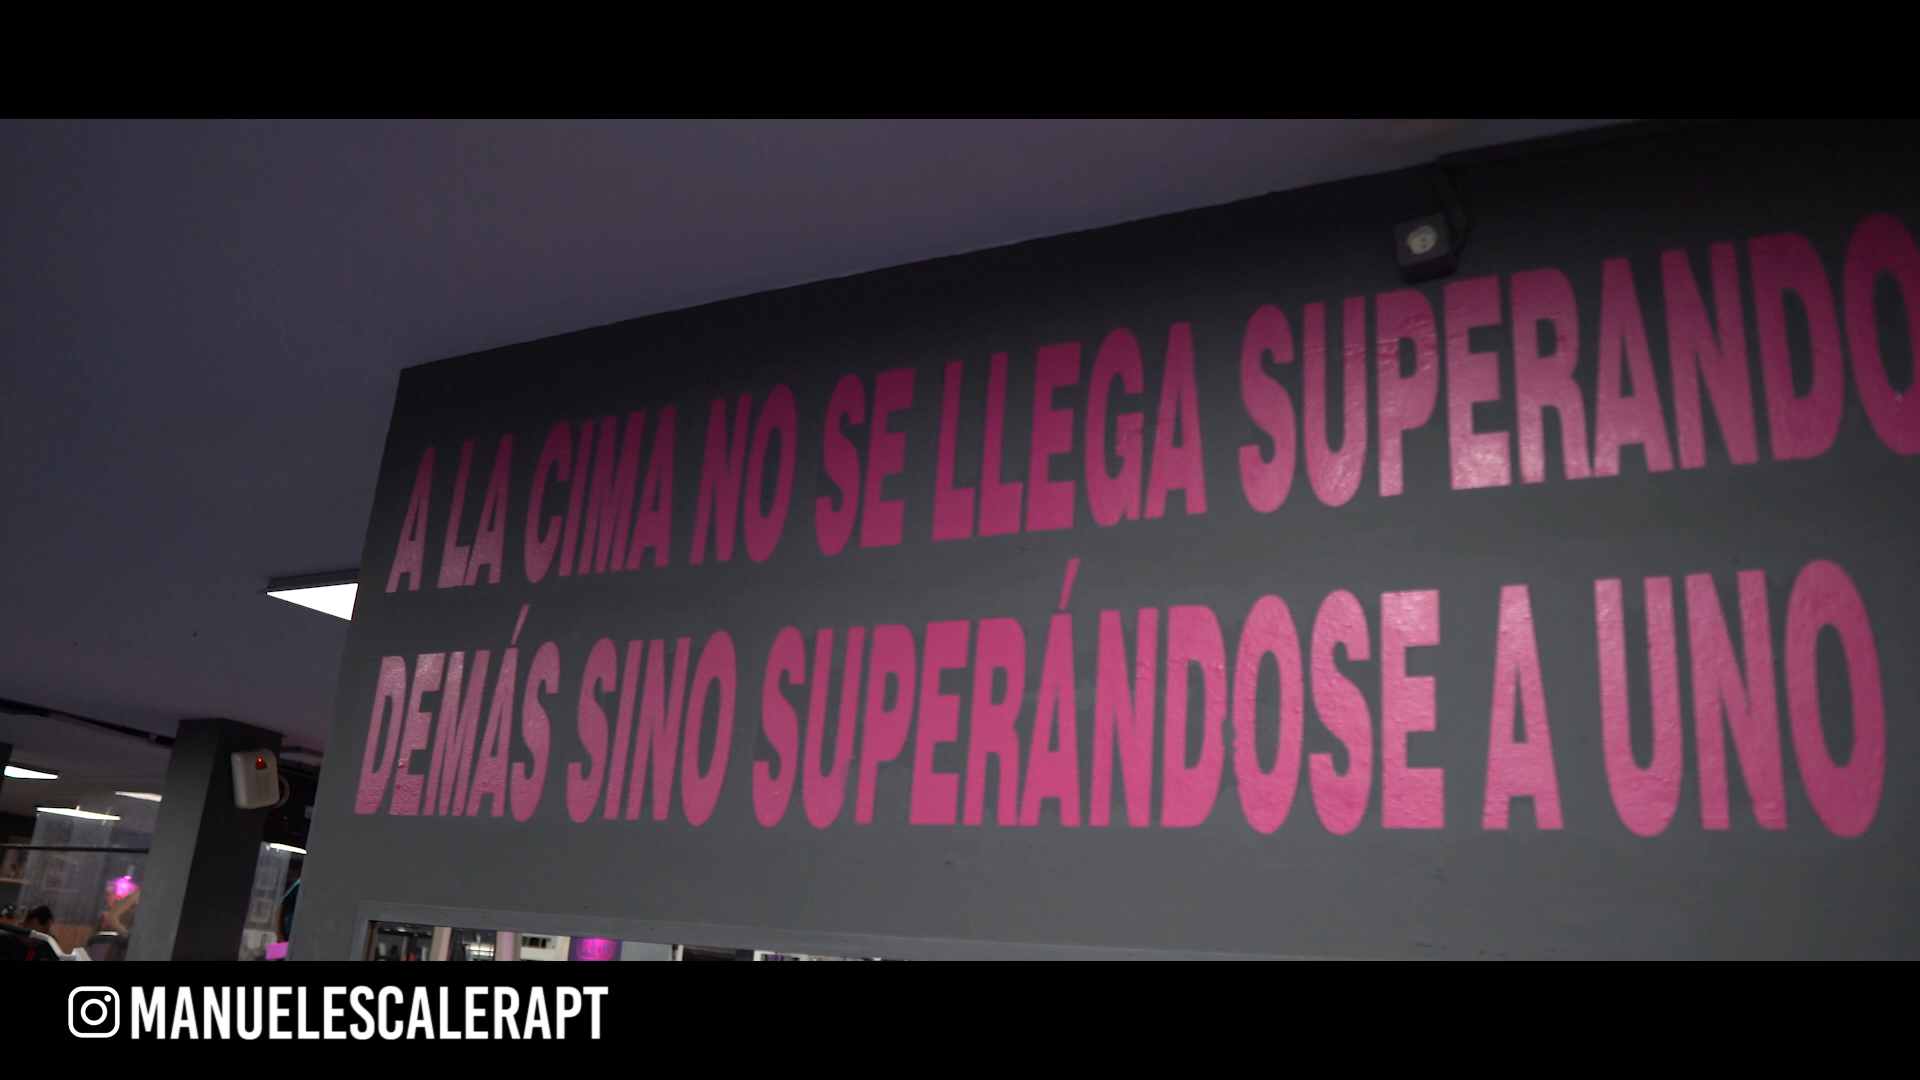 A LA CIMA NO SE LLEGA SUPERANDO
DEMÁS SINO SUPERÁNDOSE A UNO
MANUELESCALERAPT